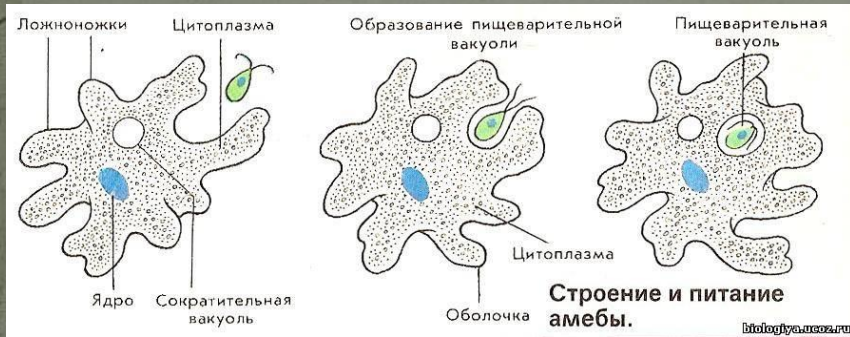 Ложноножки
Цитоплазма
Образование пищеварительной
вакуоли
Пищеварительная
вакуоль
Цитоплазма
Ядро
Сократительная
вакуоль
Оболочка
Строение и питание
амебы.
biologiya.ucoz.ru